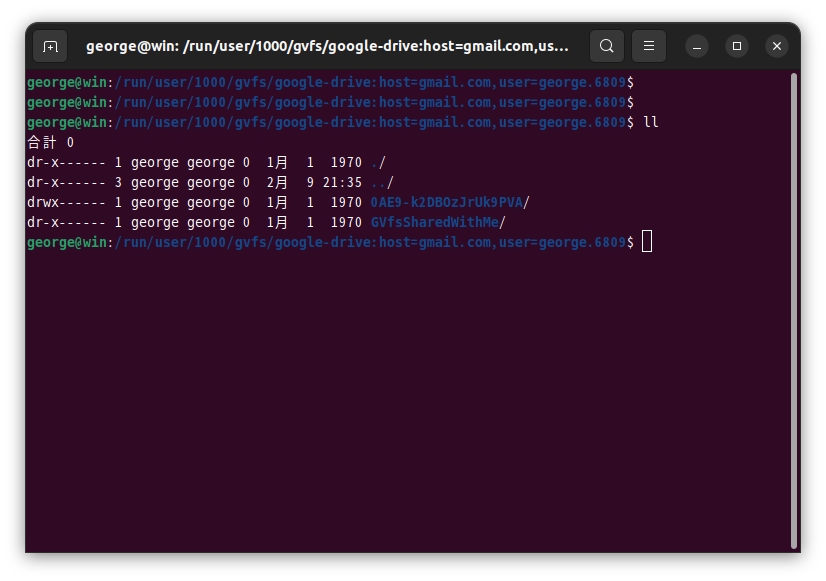 george@win: /run/user/1000/gvfs/google-drive:host=gmail.com,us...
george@win:/run/user/1000/gvfs/google-drive:host=gmail.com,user=george.6809$
george@win:/run/user/1000/gvfs/google-drive:host=gmail.com,user=george.6809$
george@win:/run/user/1000/gvfs/google-drive:host=gmail.com,user=george.6809$ ll
合計 0
dr-x------ 1 george george 0  1月  1  1970 ./
dr-x------ 3 george george 0  2月  9 21:35 ../
drwx------ 1 george george 0  1月  1  1970 0AE9-k2DBOzJrUk9PVA/
dr-x------ 1 george george 0  1月  1  1970 GVfsSharedWithMe/
george@win:/run/user/1000/gvfs/google-drive:host=gmail.com,user=george.6809$